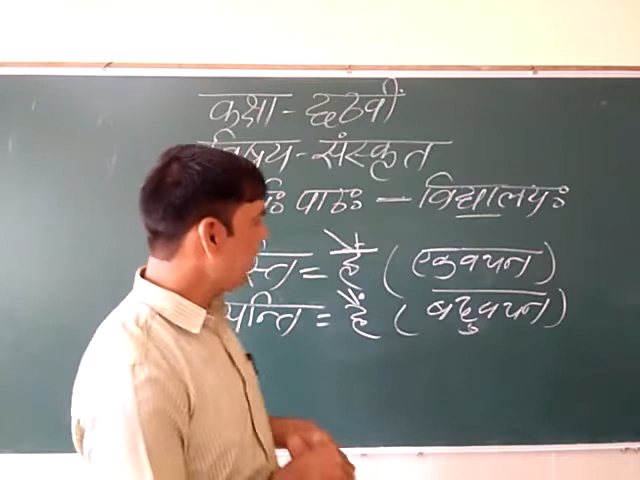 कक्षा - छठवीं
विषय - संस्कृत
पाठः - विद्यालयः
= है (एकवचन)
= हैं (बहुवचन)